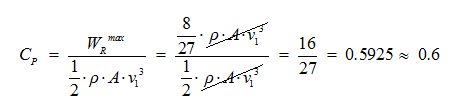 C_P = W_R^max / (1/2 · ρ · A · v_1^3) = (8/27 · ρ · A · v_1^3) / (1/2 · ρ · A · v_1^3) = 16/27 = 0.5925 ≈ 0.6